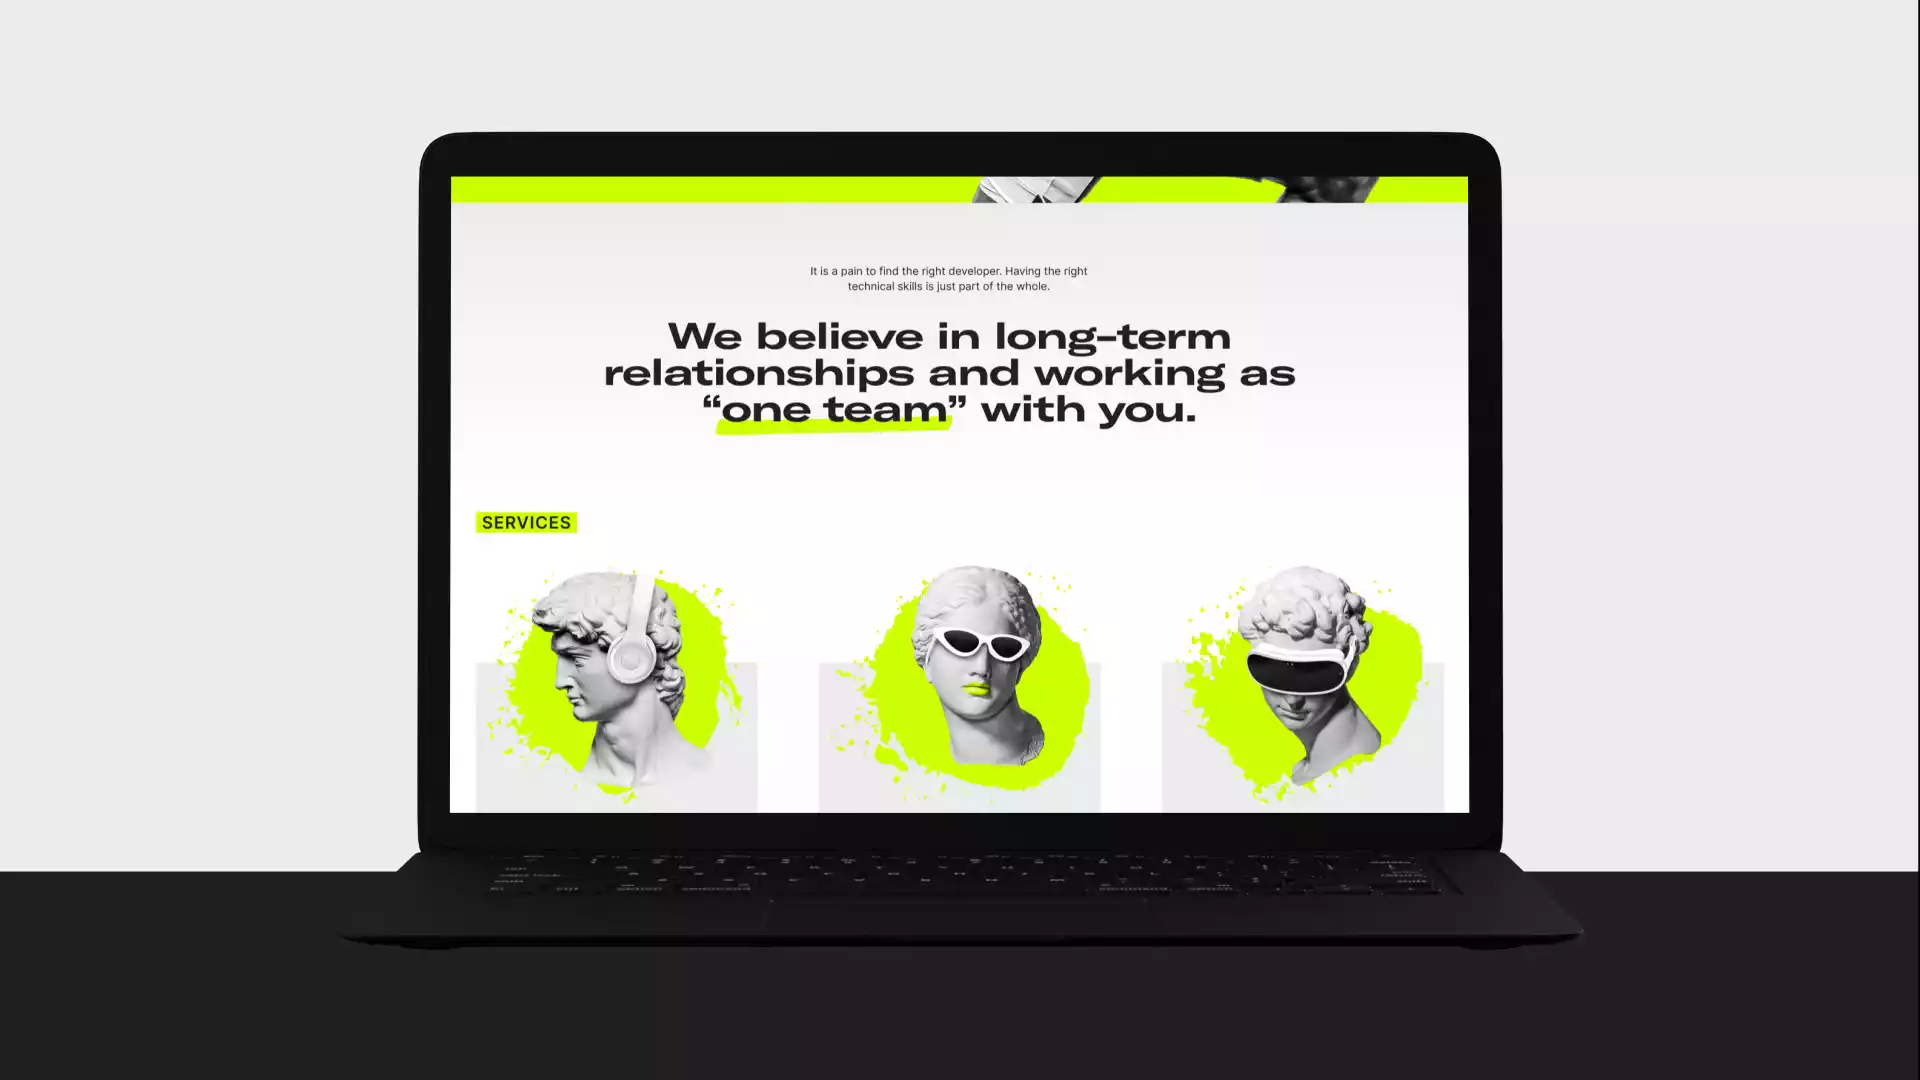 It is a pain to find the right developer. Having the right
technical skills is just part of the whole.
We believe in long-term
relationships and working as
“one team” with you.
SERVICES